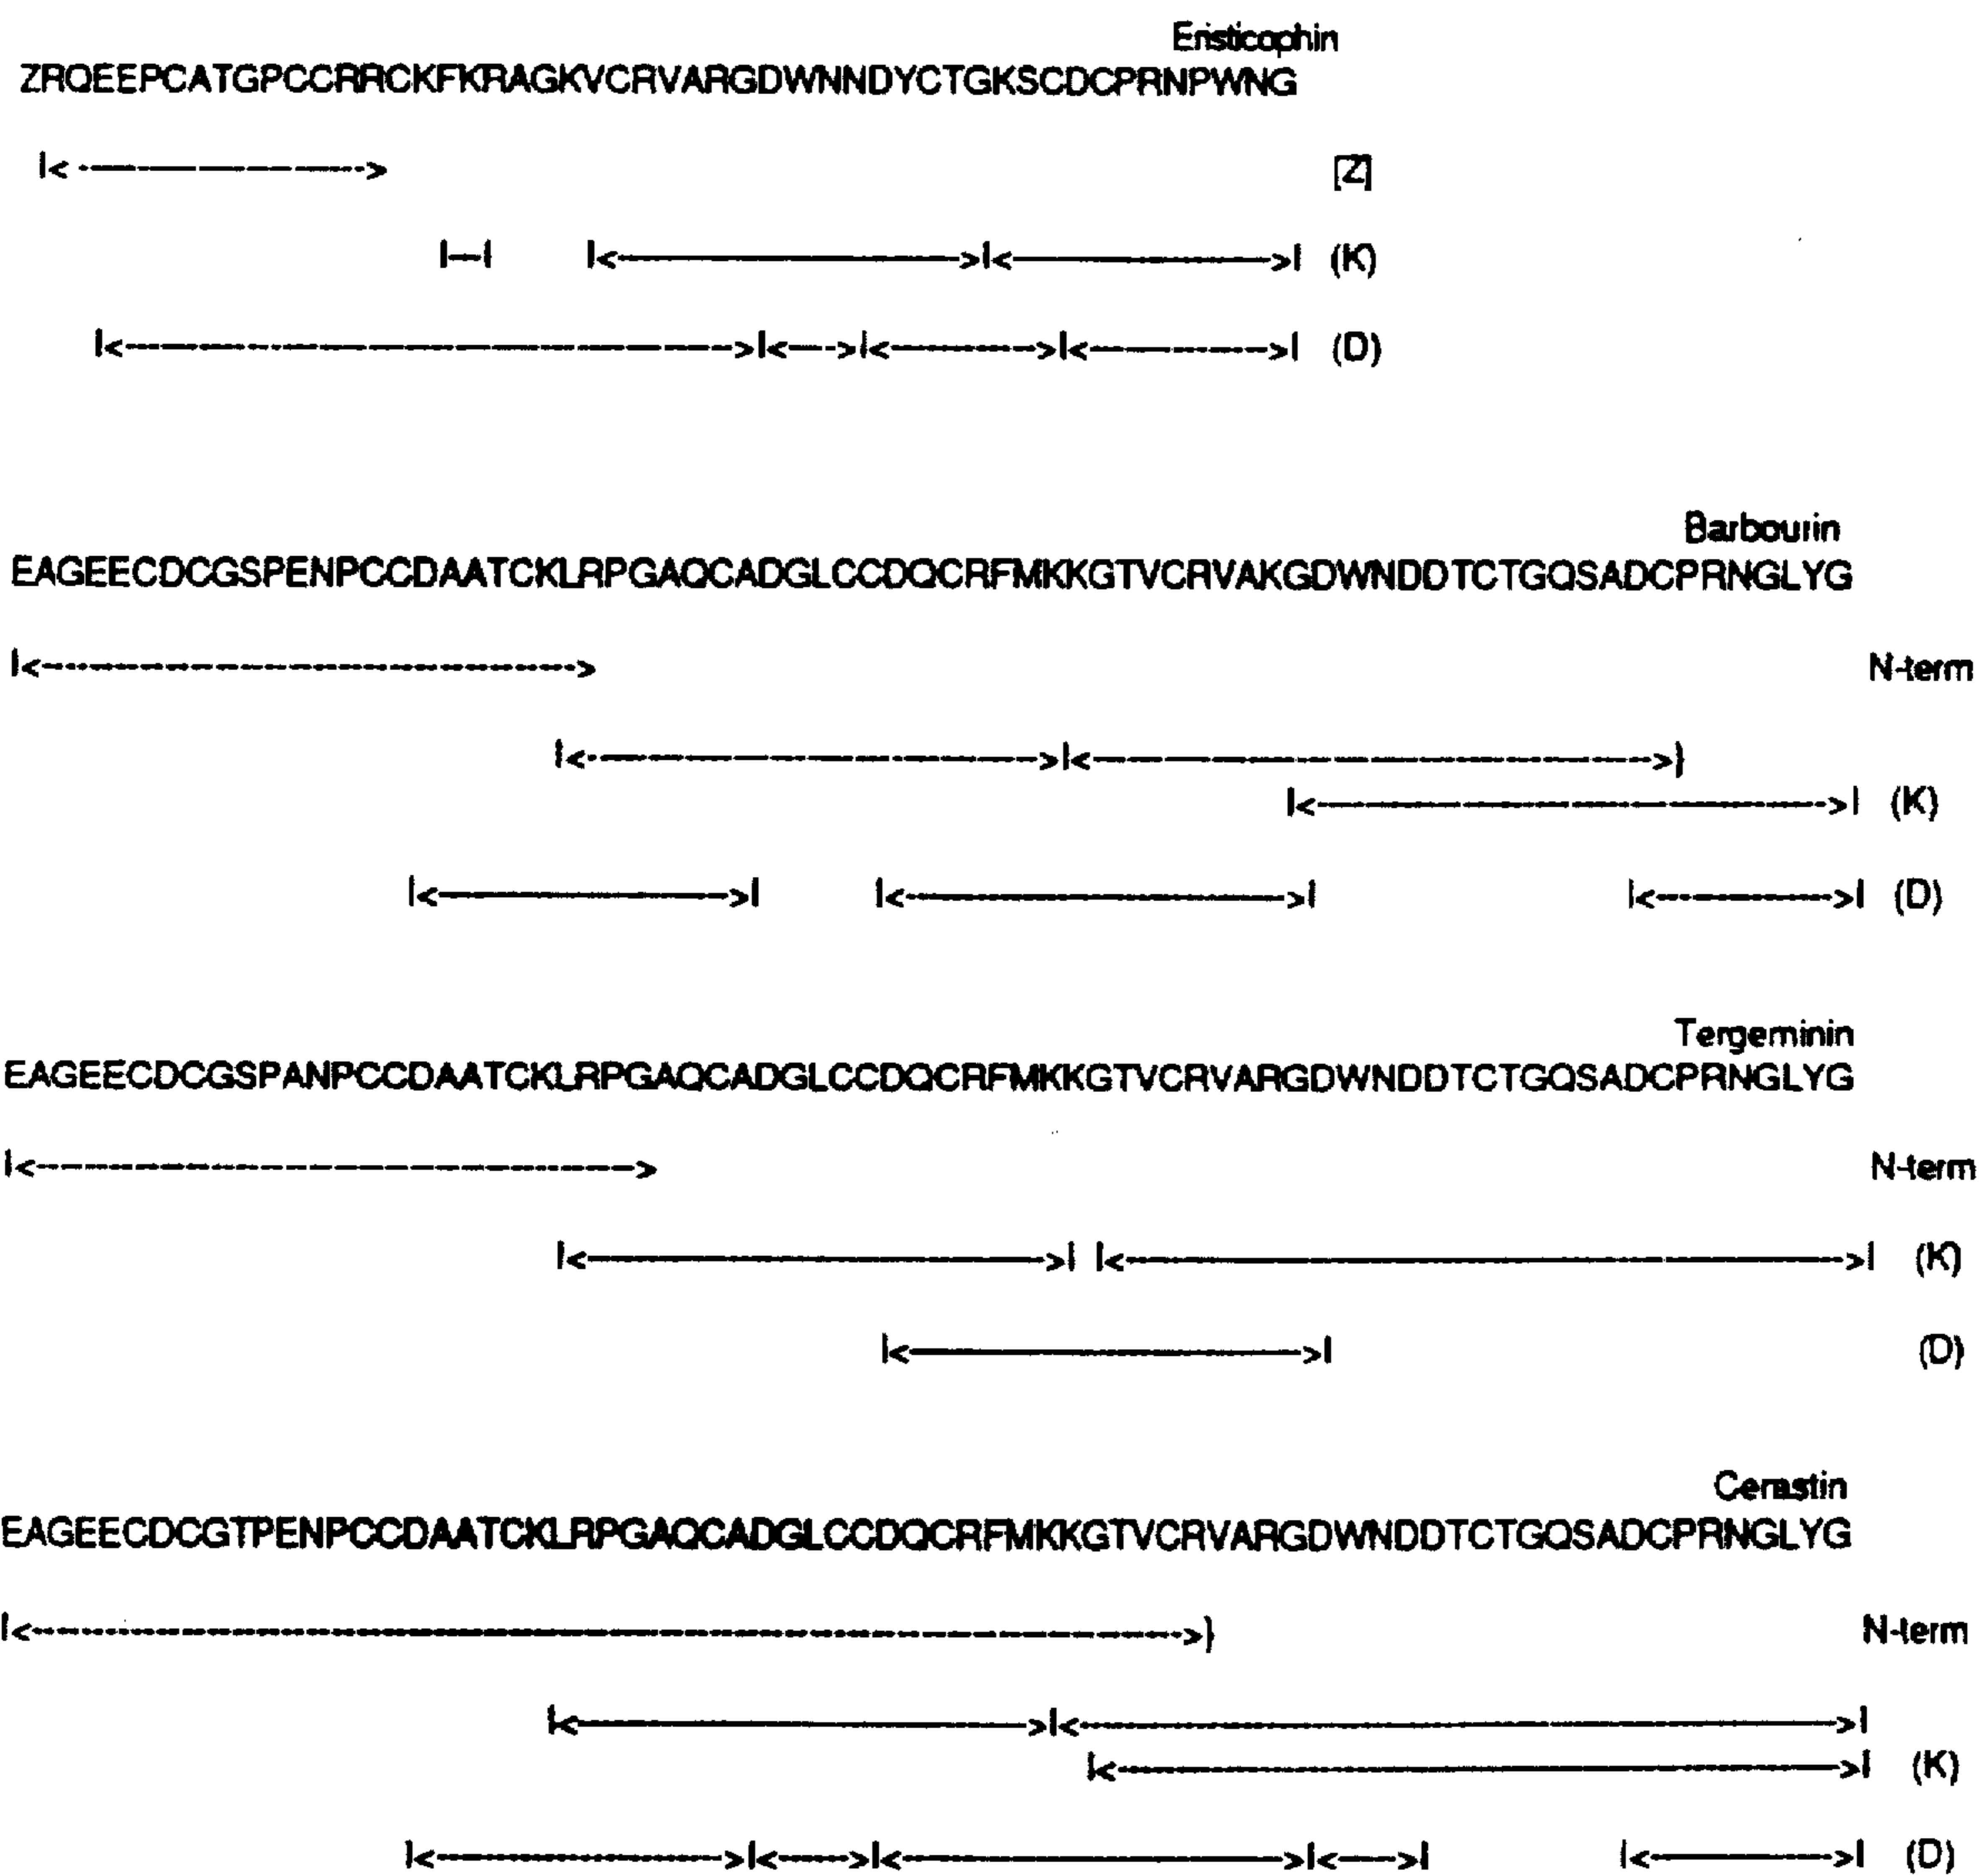 Eristicophin
ZRQEEPCATGPCCRRCKFKRAGKVCRVARGDWNNDYCTGKSCDCPRNPWNG
[Z]
(K)
(D)
Barbourin
EAGEECDCGSPENPCCDAATCKLRPGAQCADGLCCDQCRFMKKGTVCRVAKGDWNDDTCTGQSADCPRNGLYG
N-term
(K)
(D)
Tergeminin
EAGEECDCGSPANPCCDAATCKLRPGAQCADGLCCDQCRFMKKGTVCRVARGDWNDDTCTGQSADCPRNGLYG
N-term
(K)
(D)
Cerastin
EAGEECDCGTPENPCCDAATCKLRPGAQCADGLCCDQCRFMKKGTVCRVARGDWNDDTCTGQSADCPRNGLYG
N-term
(K)
(D)